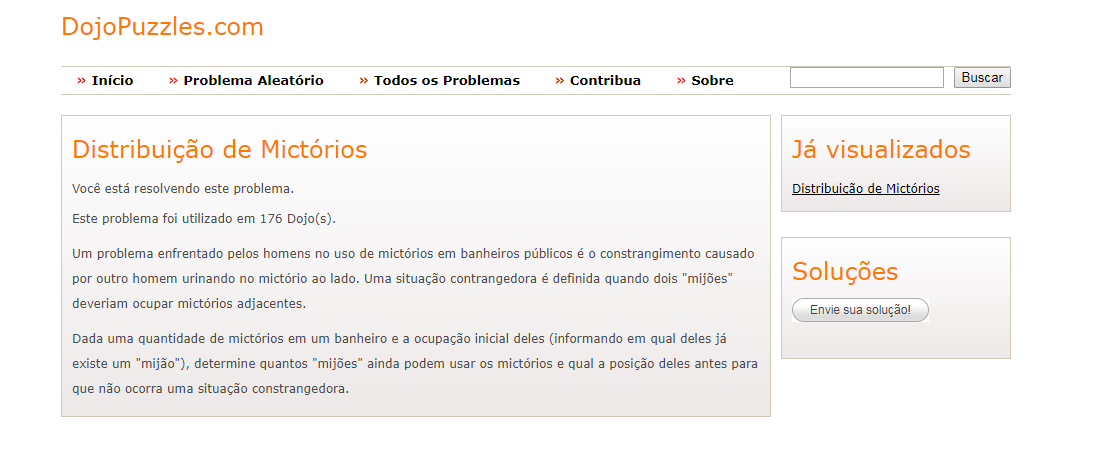 DojoPuzzles.com
» Início » Problema Aleatório » Todos os Problemas » Contribua » Sobre Buscar
Distribuição de Mictórios
Você está resolvendo este problema.
Este problema foi utilizado em 176 Dojo(s).
Um problema enfrentado pelos homens no uso de mictórios em banheiros públicos é o constrangimento causado
por outro homem urinando no mictório ao lado. Uma situação contrangedora é definida quando dois "mijões"
deveriam ocupar mictórios adjacentes.
Dada uma quantidade de mictórios em um banheiro e a ocupação inicial deles (informando em qual deles já
existe um "mijão"), determine quantos "mijões" ainda podem usar os mictórios e qual a posição deles antes para
que não ocorra uma situação constrangedora.
Já visualizados
Distribuição de Mictórios
Soluções
Envie sua solução!